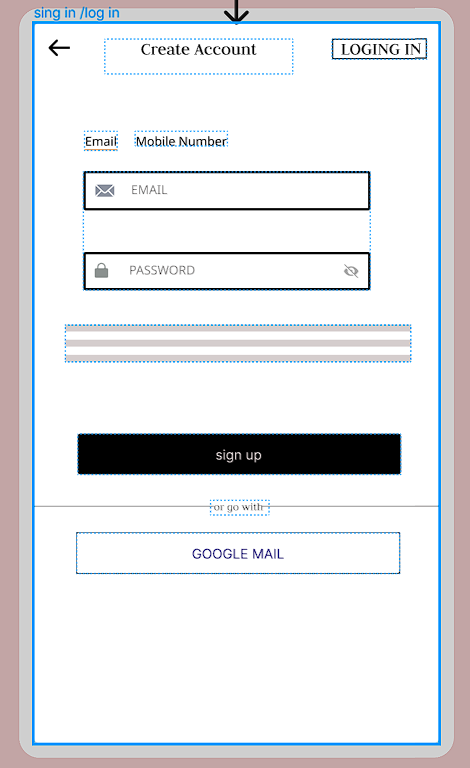 sing in /log in
Create Account
LOGING IN
Email Mobile Number
EMAIL
PASSWORD
sign up
or go with
GOOGLE MAIL